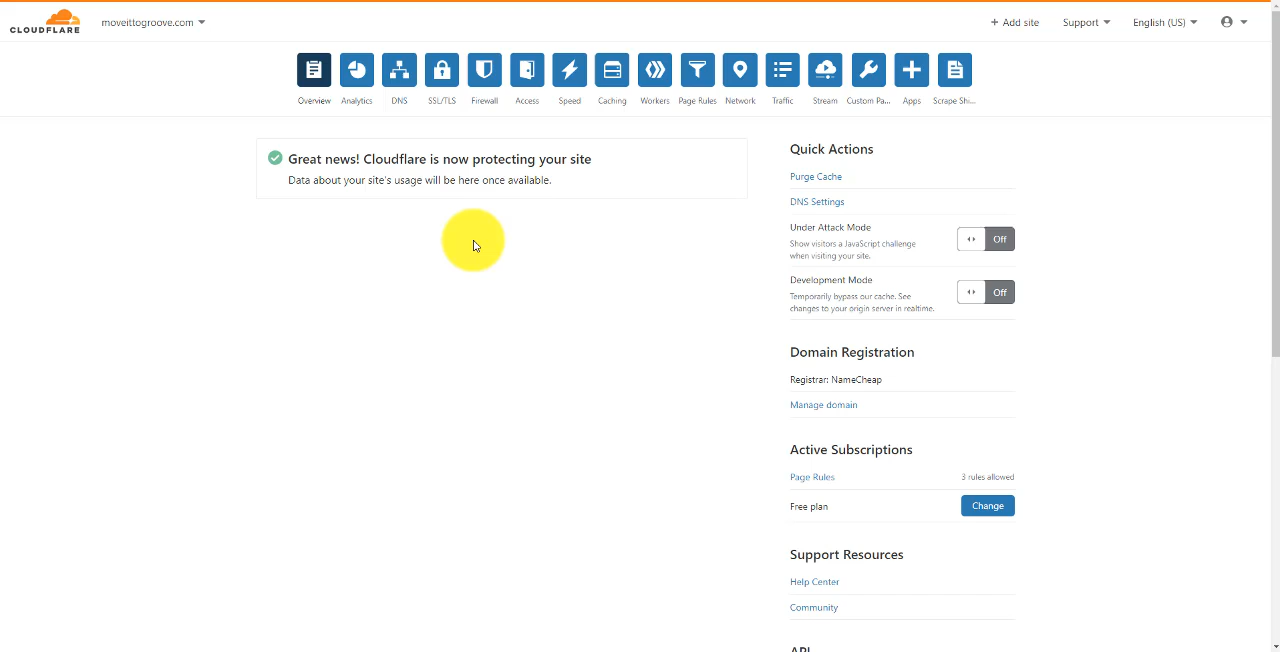 CLOUDFLARE
moveittogroove.com
+ Add site
Support
English (US)
Overview
Analytics
DNS
SSL/TLS
Firewall
Access
Speed
Caching
Workers
Page Rules
Network
Traffic
Stream
Custom Pa...
Apps
Scrape Shi...
Great news! Cloudflare is now protecting your site
Data about your site's usage will be here once available.
Quick Actions
Purge Cache
DNS Settings
Under Attack Mode
Show visitors a JavaScript challenge
when visiting your site.
Off
Development Mode
Temporarily bypass our cache. See
changes to your origin server in realtime.
Off
Domain Registration
Registrar: NameCheap
Manage domain
Active Subscriptions
Page Rules
3 rules allowed
Free plan
Change
Support Resources
Help Center
Community
API